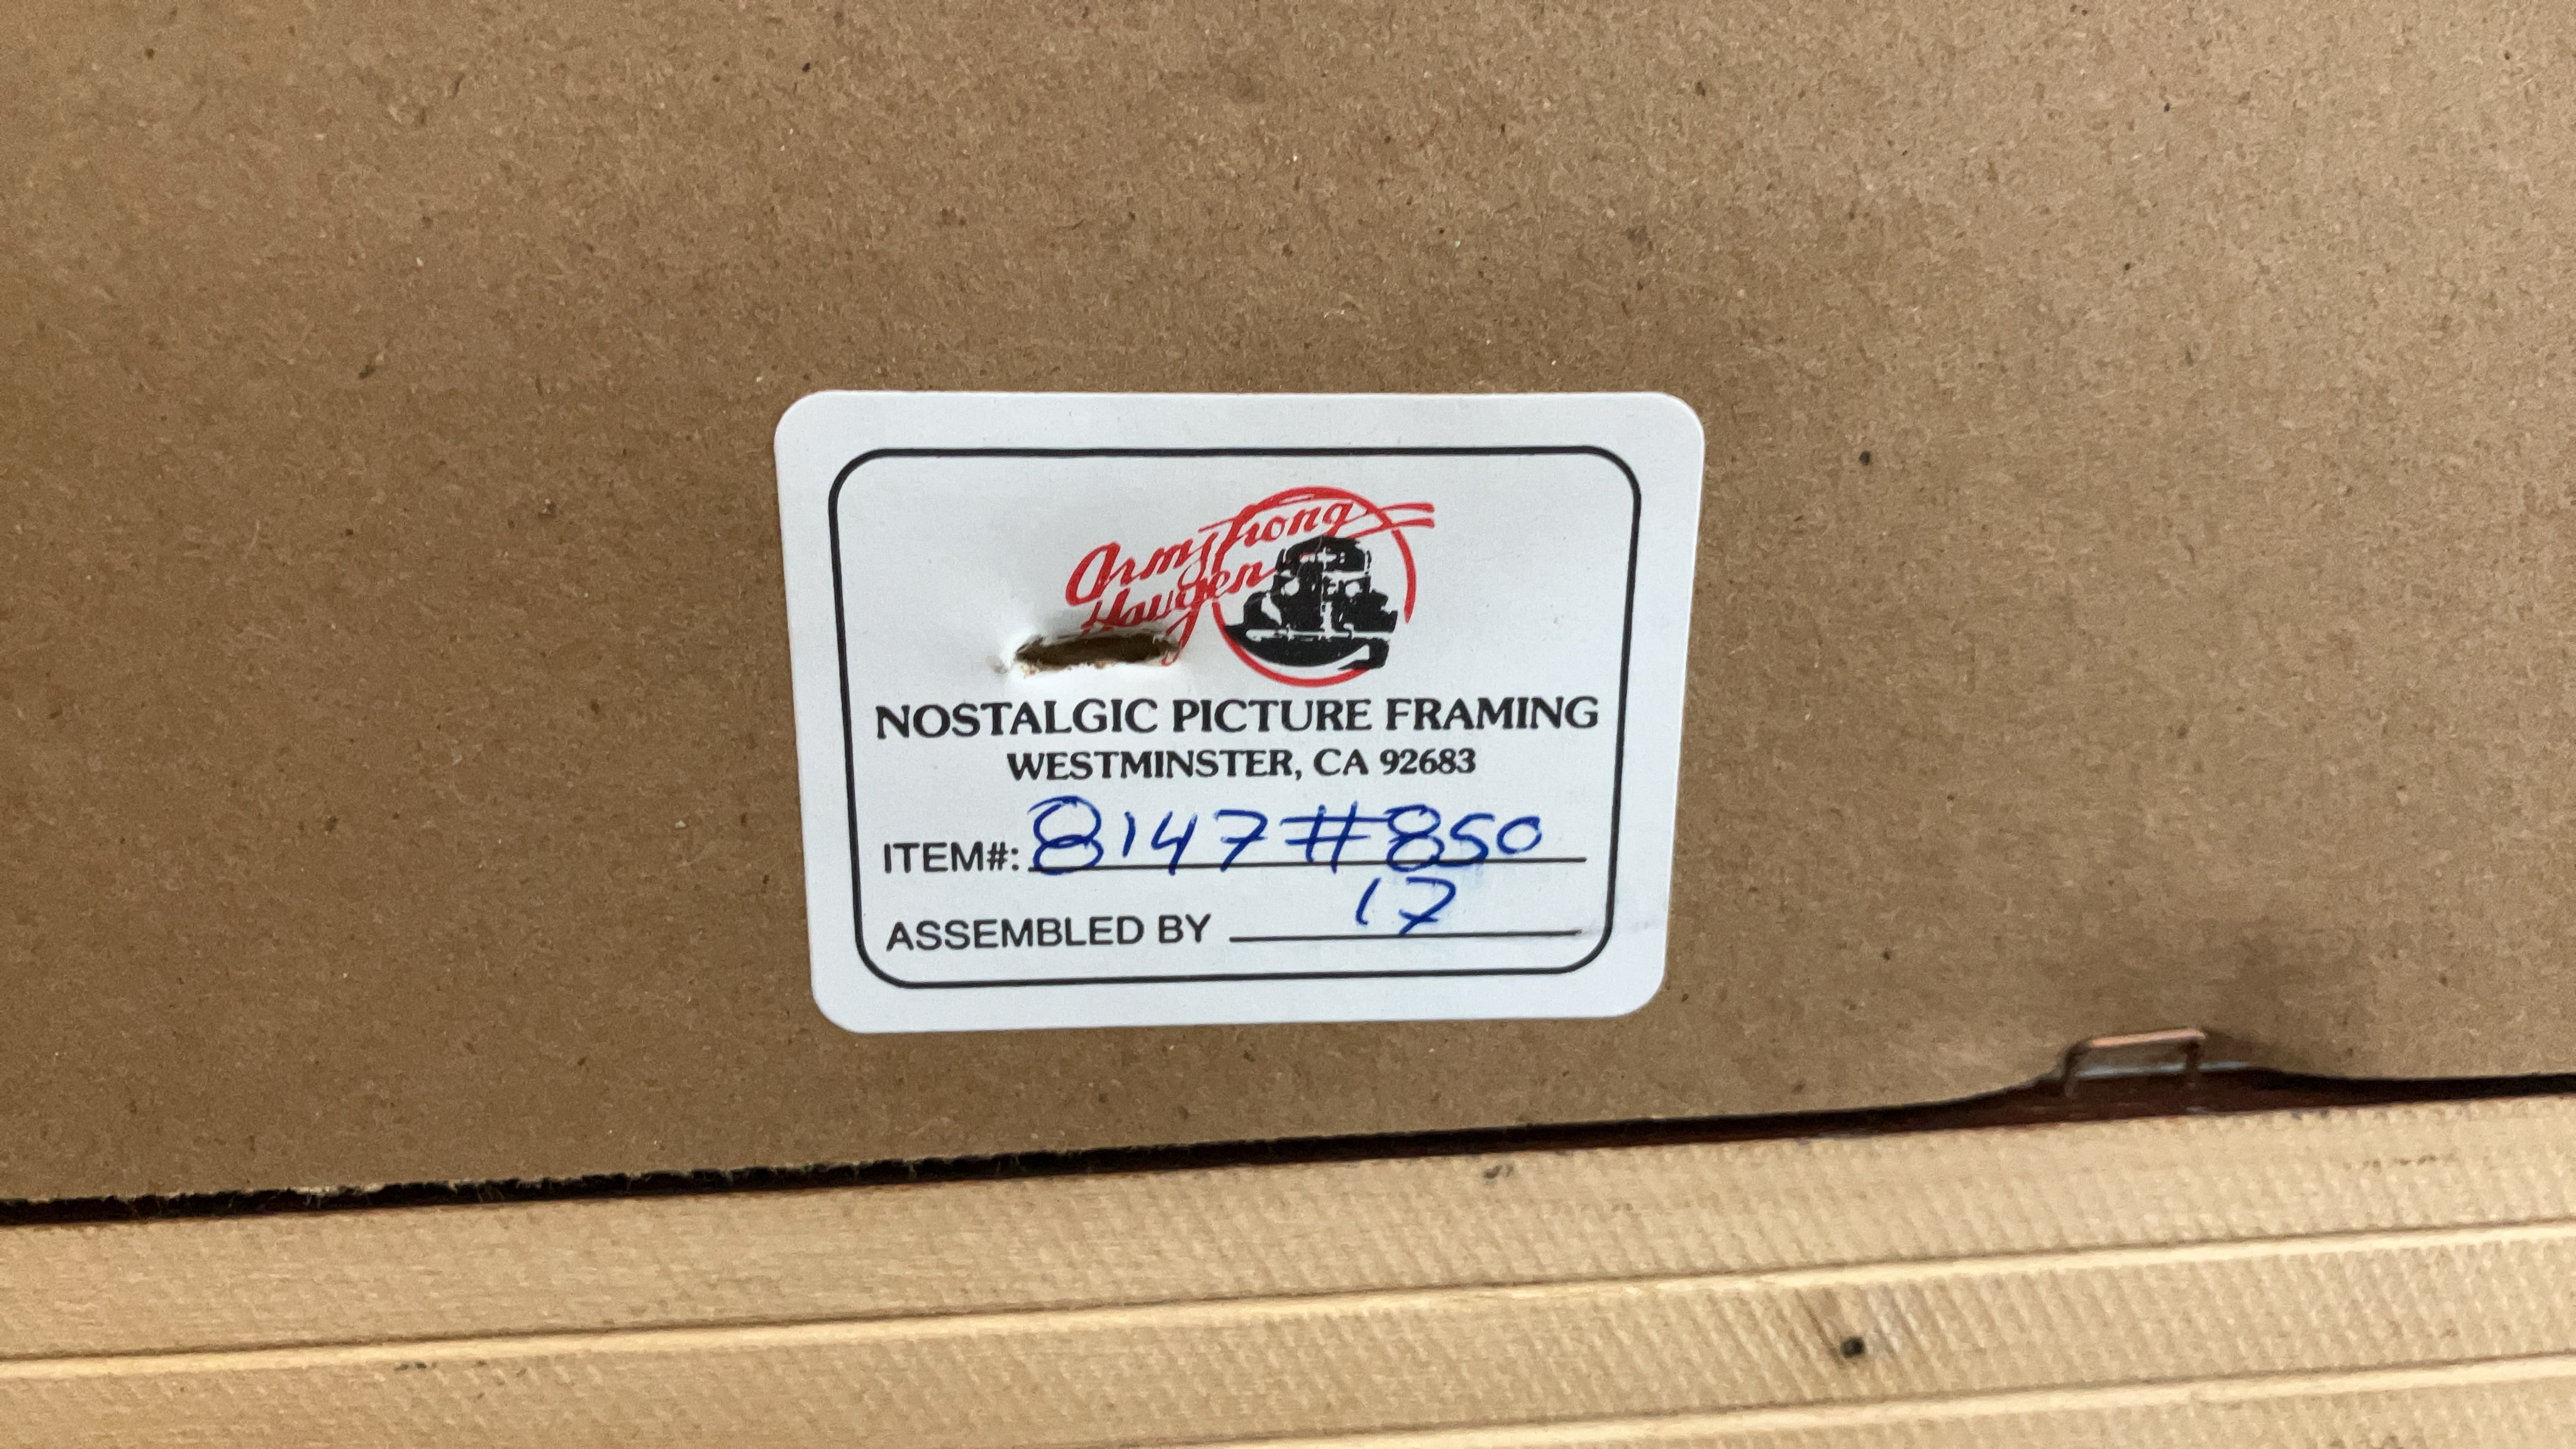 Armstrong
Haugen
NOSTALGIC PICTURE FRAMING
WESTMINSTER, CA 92683
ITEM#: 8147#850
ASSEMBLED BY 17